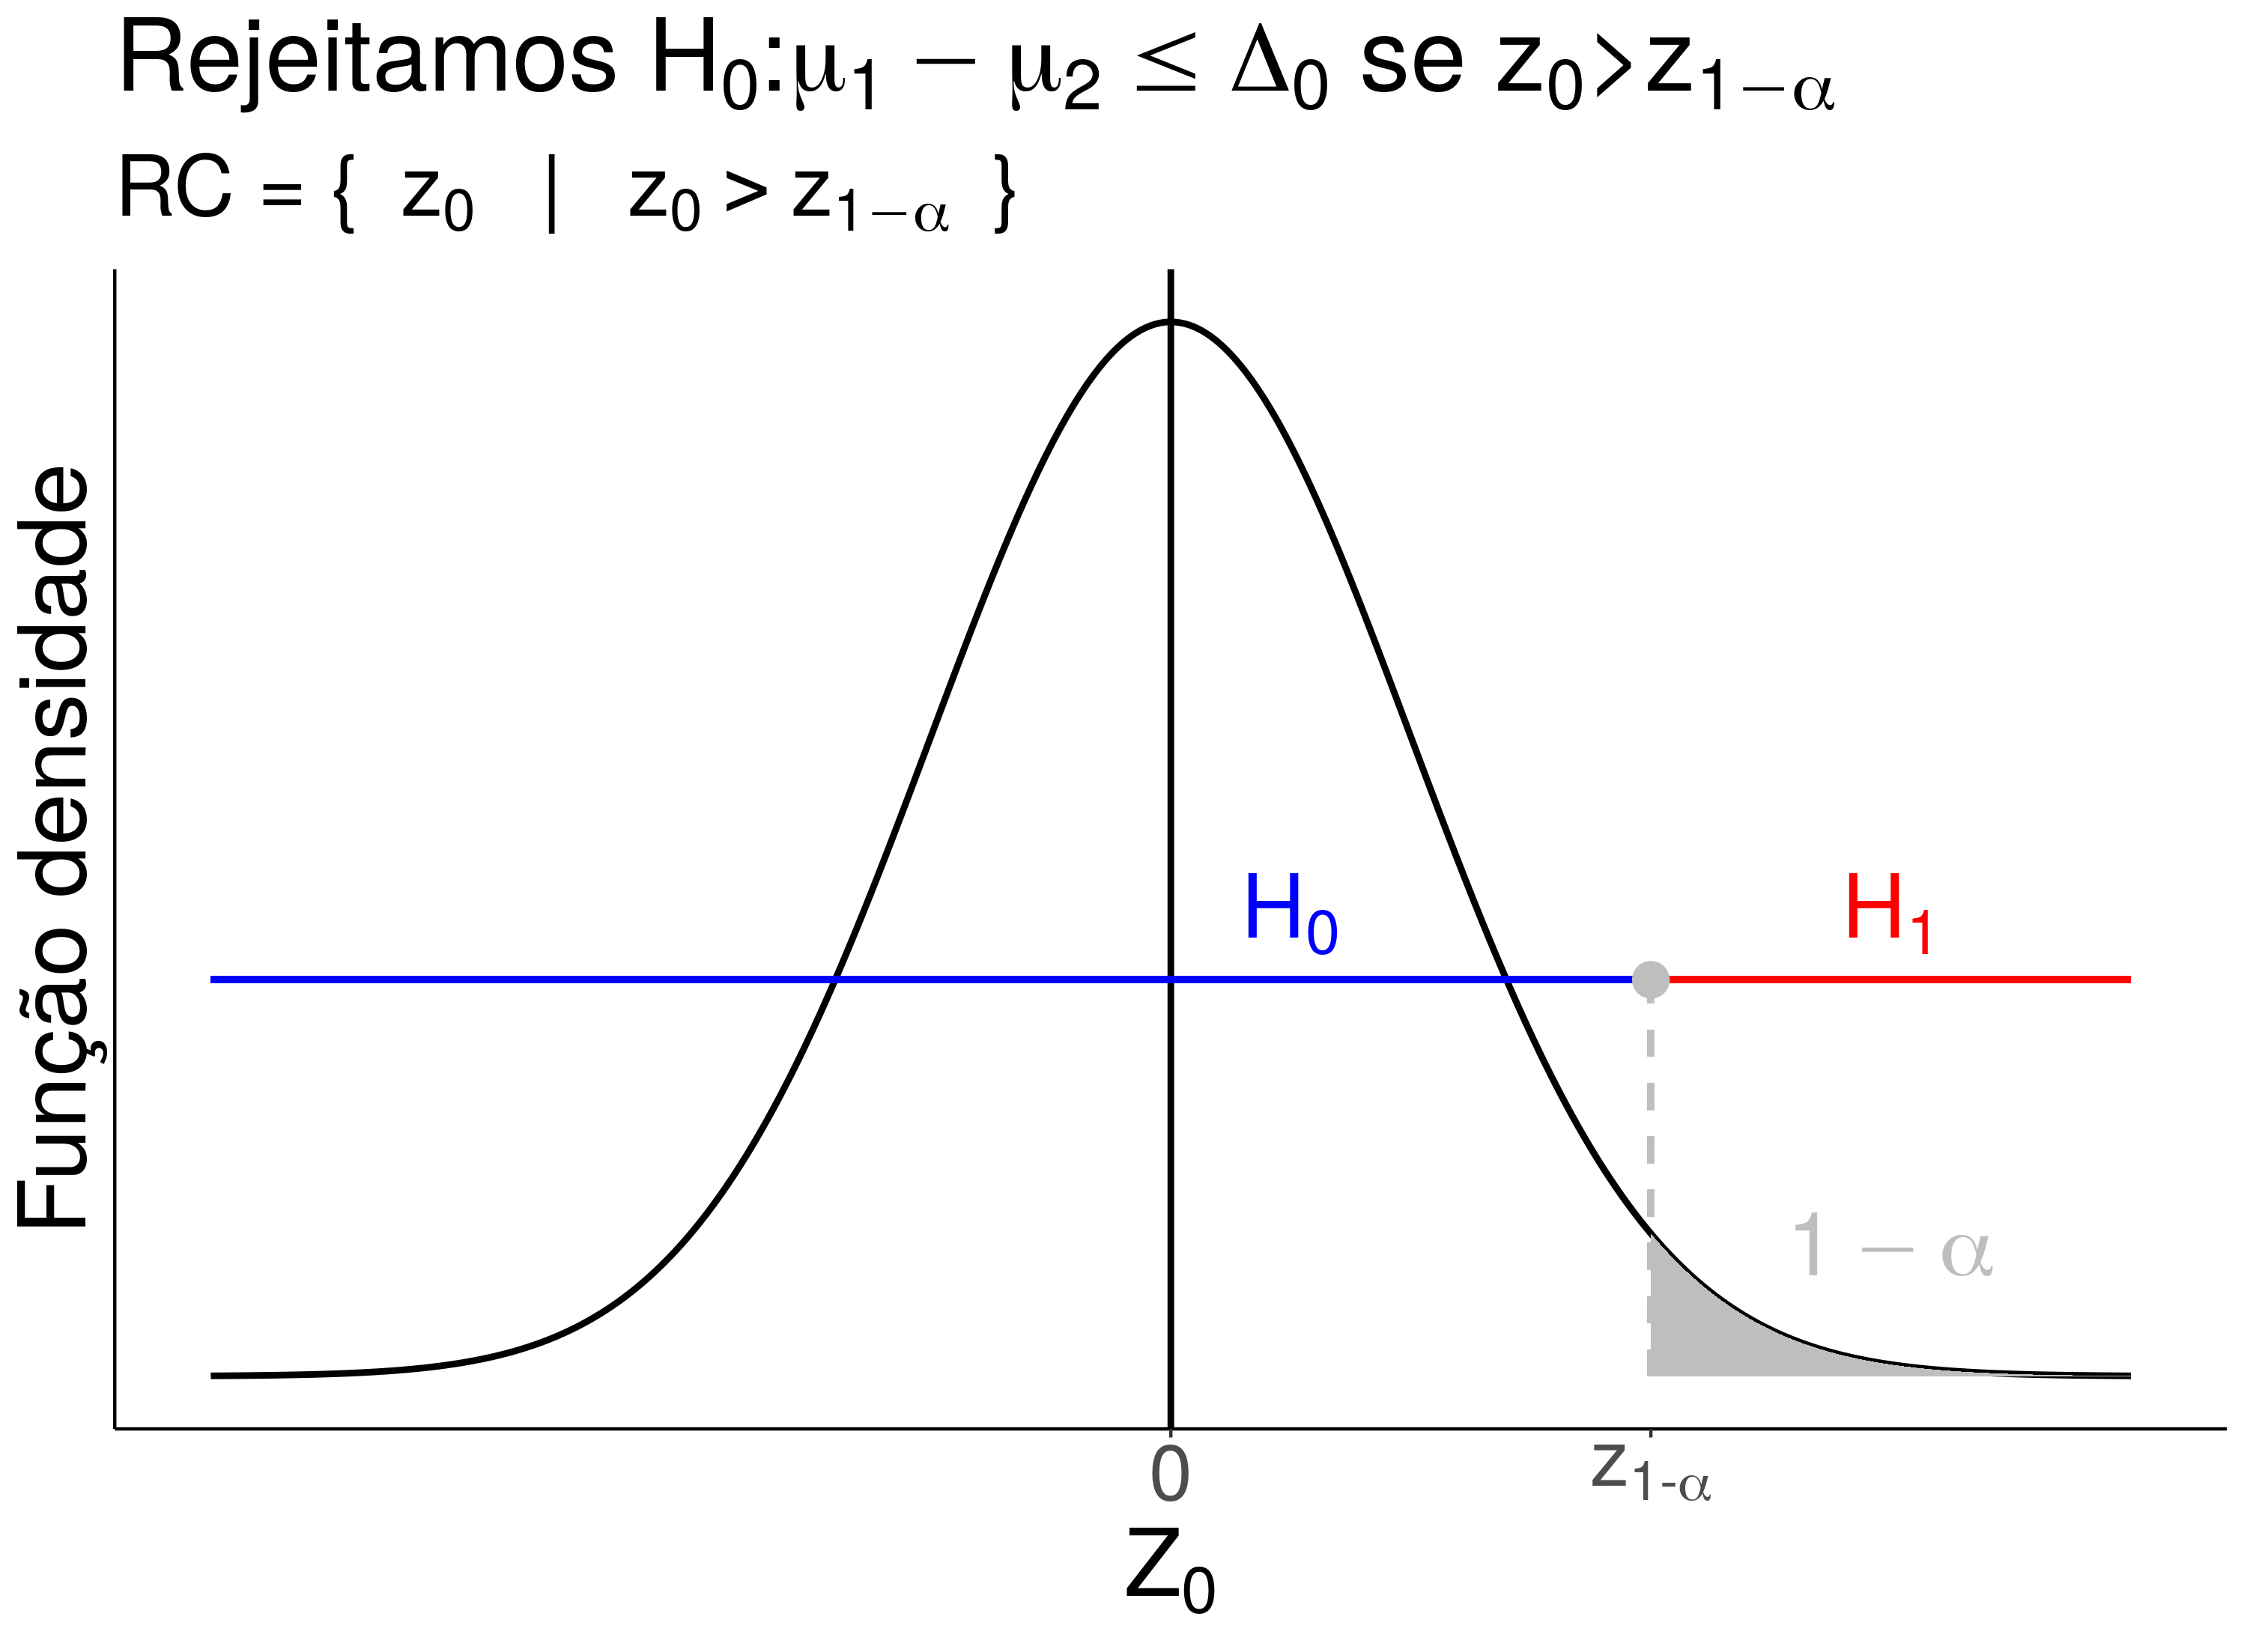 Rejeitamos H₀:μ₁ − μ₂ ≤ Δ₀ se z₀>z₁₋α
RC = { z₀ | z₀ > z₁₋α }
Função densidade
H₀
H₁
1 − α
0
z₁₋α
z₀